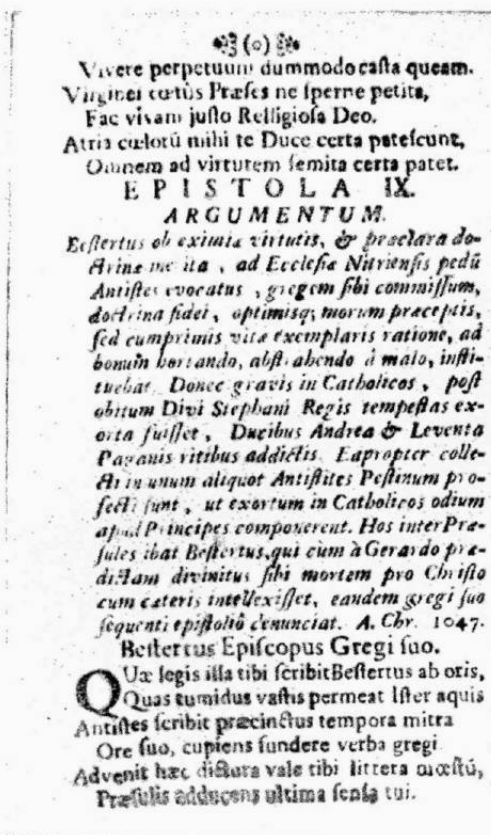 (o)
Vivere perpetuum dummodo casta queam.
Virginei cœtûs Præses ne sperne petita,
Fac vivam justo Relligiosa Deo.
Atria cœlotũ mihi te Duce certa patescunt,
Omnem ad virtutem semita certa patet.
EPISTOLA IX.
ARGUMENTUM.
Bestertus ob eximia virtutis, & præclara do-
ctrinæ merita, ad Ecclesiæ Nitriensis pedũ
Antistes evocatus, gregem sibi commissum,
doctrina fidei, optimisq; morum præceptis,
sed cumprimis vitæ exemplaris ratione, ad
bonum hortando, abstrahendo à malo, insti-
tuebat. Donec gravis in Catholicos, post
obitum Divi Stephani Regis tempestas ex-
orta fuisset, Ducibus Andrea & Leventa
Paganis ritibus addictis. Eapropter colle-
cti in unum aliquot Antistites Pestinum pro-
fecti sunt, ut exortum in Catholicos odium
apud Principes componerent. Hos inter Præ-
sules ibat Bestertus, qui cum à Gerardo præ-
dictam divinitus sibi mortem pro Christo
cum cæteris intellexisset, eandem gregi suo
sequenti epistoliõ denunciat. A. Chr. 1047.
Bestertus Episcopus Gregi suo.
QUæ legis illa tibi scribit Bestertus ab oris,
Quas tumidus vastis permeat Ister aquis
Antistes scribit præcinctus tempora mitra
Ore suo, cupiens fundere verba gregi
Advenit hæc dictura vale tibi littera mœstũ,
Præsulis adducens ultima sensa tui.